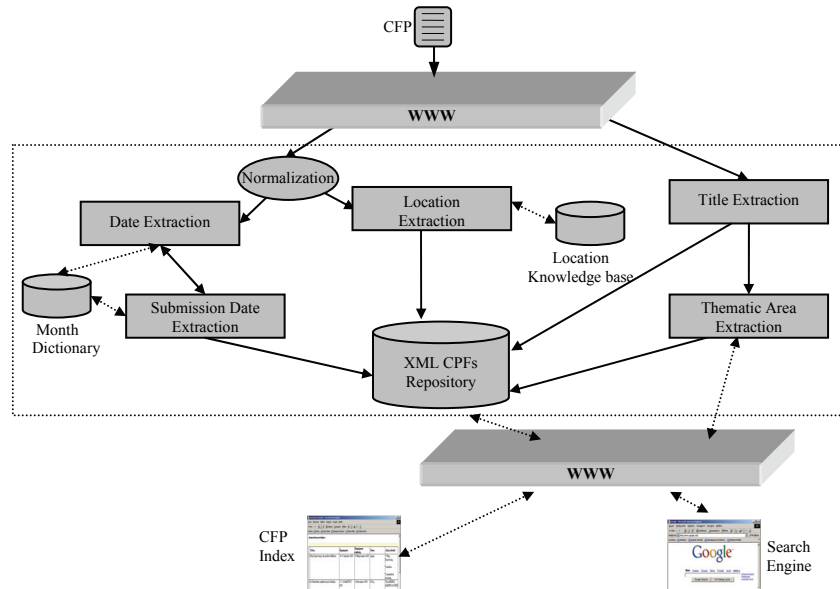 CFP
WWW
Normalization
Date Extraction
Location
Extraction
Title Extraction
Location
Knowledge base
Month
Dictionary
Submission Date
Extraction
Thematic Area
Extraction
XML CPFs
Repository
WWW
CFP
Index
Google
Search
Engine